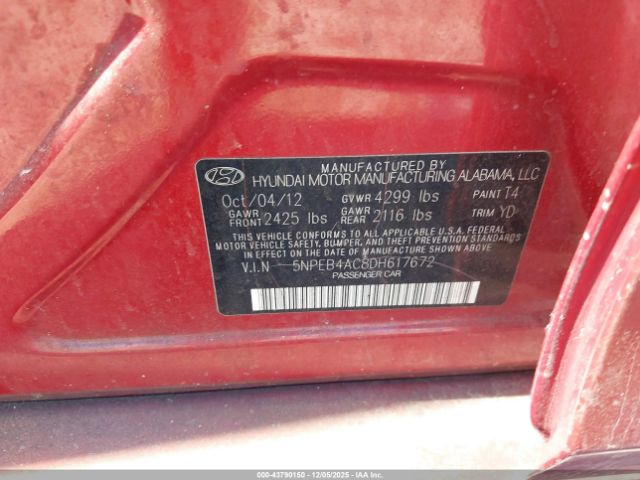 MANUFACTURED BY
HYUNDAI MOTOR MANUFACTURING ALABAMA, LLC
Oct/04/12 GVWR 4299 lbs PAINT T4
GAWR FRONT 2425 lbs GAWR REAR 2116 lbs TRIM YD
THIS VEHICLE CONFORMS TO ALL APPLICABLE U.S.A. FEDERAL
MOTOR VEHICLE SAFETY, BUMPER, AND THEFT PREVENTION
STANDARDS IN EFFECT ON THE DATE OF MANUFACTURE SHOWN ABOVE.
V.I.N 5NPEB4AC8DH617672
PASSENGER CAR
000-43790150 12/05/2025